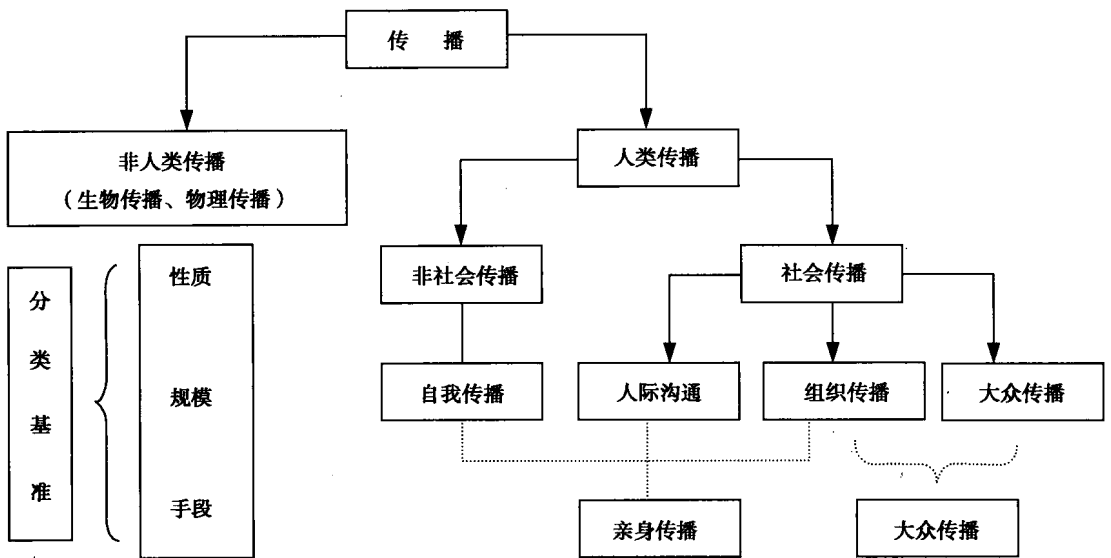 传 播
非人类传播
（生物传播、物理传播）
人类传播
非社会传播
社会传播
自我传播
人际沟通
组织传播
大众传播
亲身传播
大众传播
分类基准
性质
规模
手段